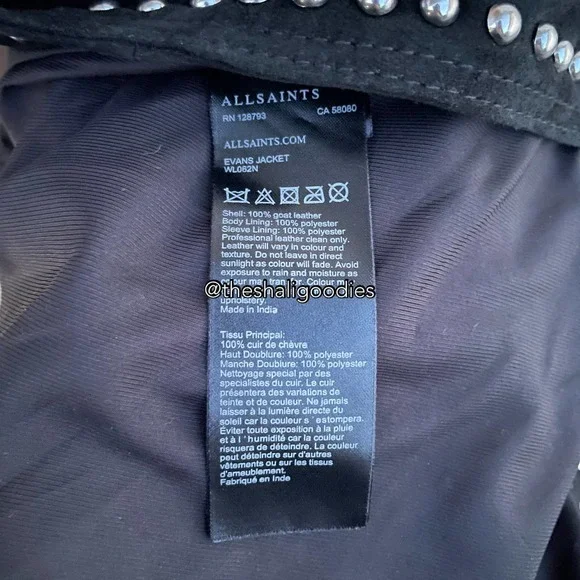 ALLSAINTS
RN 128793 CA 58080
ALLSAINTS.COM
EVANS JACKET
WL062N
Shell: 100% goat leather
Body Lining: 100% polyester
Sleeve Lining: 100% polyester
Professional leather clean only.
Leather will vary in colour and
texture. Do not leave in direct
sunlight as colour will fade. Avoid
exposure to rain and moisture as
@theshaligoodies
upholstery.
Made in India
Tissu Principal:
100% cuir de chèvre
Haut Doublure: 100% polyester
Manche Doublure: 100% polyester
Nettoyage special par des
specialistes du cuir. Le cuir
présentera des variations de
teinte et de couleur. Ne jamais
laisser à la lumière directe du
soleil car la couleur s ' estompera.
Éviter toute exposition à la pluie
et à l ' humidité car la couleur
risquera de détremper. La couleur
peut déteindre sur d'autres
vêtements ou sur les tissus
d'ameublement.
Fabriqué en Inde